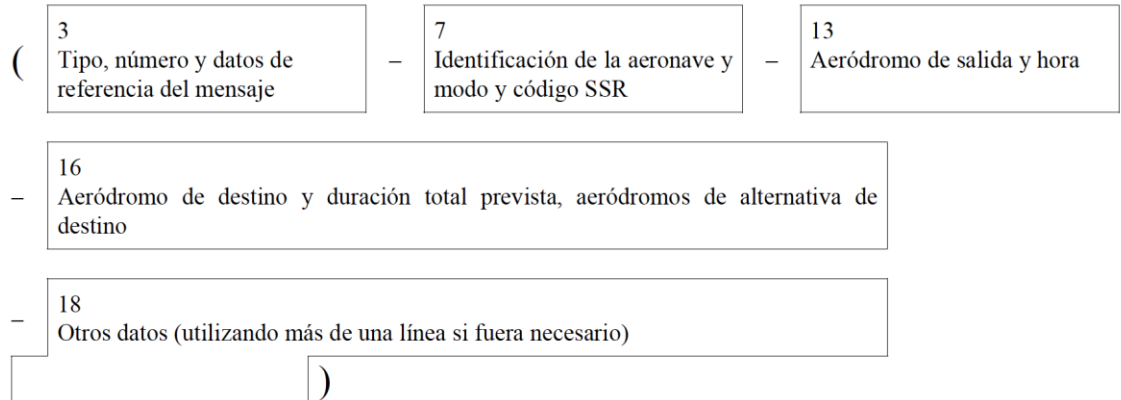 3 7 13
( Tipo, número y datos de – Identificación de la aeronave y – Aeródromo de salida y hora
referencia del mensaje modo y código SSR
16
– Aeródromo de destino y duración total prevista, aeródromos de alternativa de
destino
18
– Otros datos (utilizando más de una línea si fuera necesario)
)